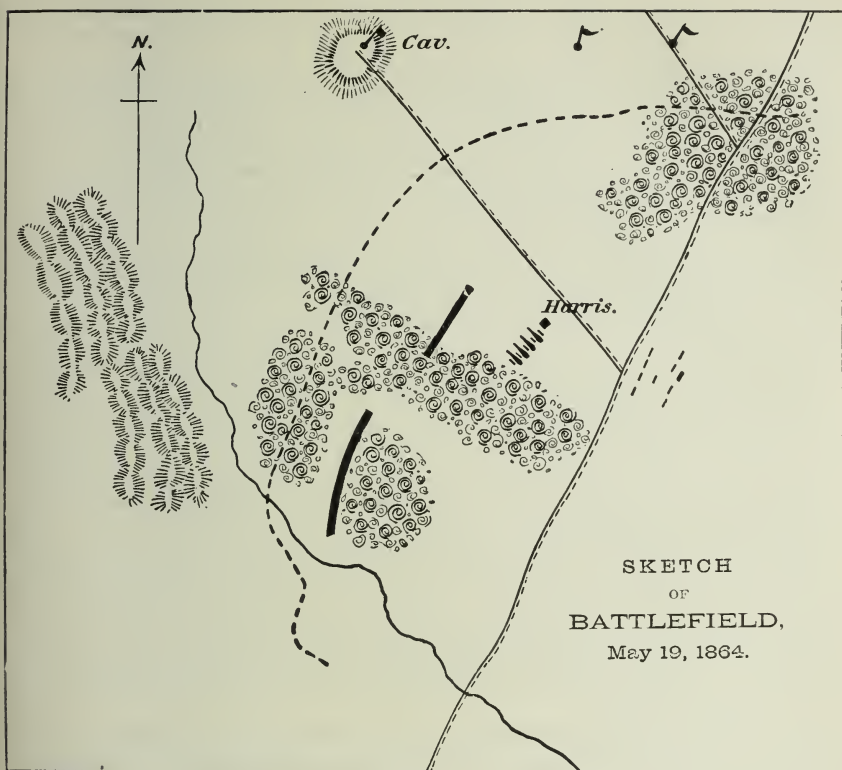 N.
Cav.
Harris.
SKETCH
OF
BATTLEFIELD,
May 19, 1864.